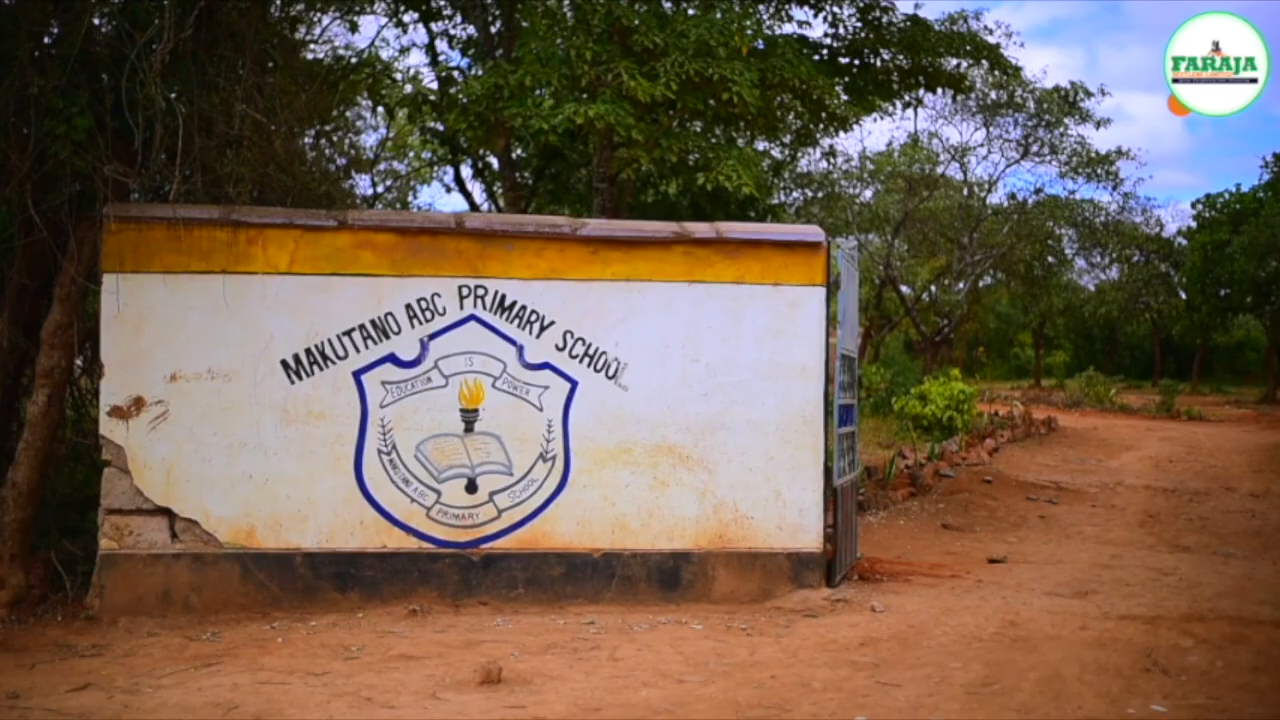 FARAJA
MAKUTANO ABC PRIMARY SCHOOL
EDUCATION IS POWER
MAKUTANO ABC PRIMARY SCHOOL